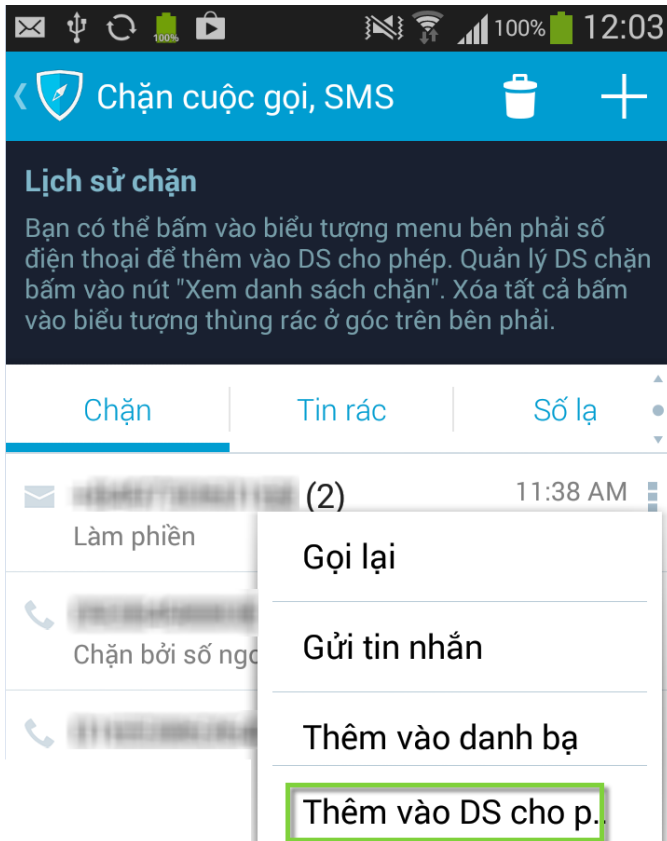 100%
100%
12:03
Chặn cuộc gọi, SMS
Lịch sử chặn
Bạn có thể bấm vào biểu tượng menu bên phải số
điện thoại để thêm vào DS cho phép. Quản lý DS chặn
bấm vào nút "Xem danh sách chặn". Xóa tất cả bấm
vào biểu tượng thùng rác ở góc trên bên phải.
Chặn
Tin rác
Số lạ
(2)
11:38 AM
Làm phiền
Gọi lại
Chặn bởi số ngo
Gửi tin nhắn
Thêm vào danh bạ
Thêm vào DS cho p..